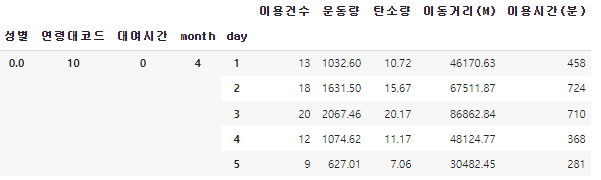 이용건수 운동량 탄소량 이동거리(M) 이용시간(분)
성별 연령대코드 대여시간 month day
0.0 10 0 4 1 13 1032.60 10.72 46170.63 458
2 18 1631.50 15.67 67511.87 724
3 20 2067.46 20.17 86862.84 710
4 12 1074.62 11.17 48124.77 368
5 9 627.01 7.06 30482.45 281